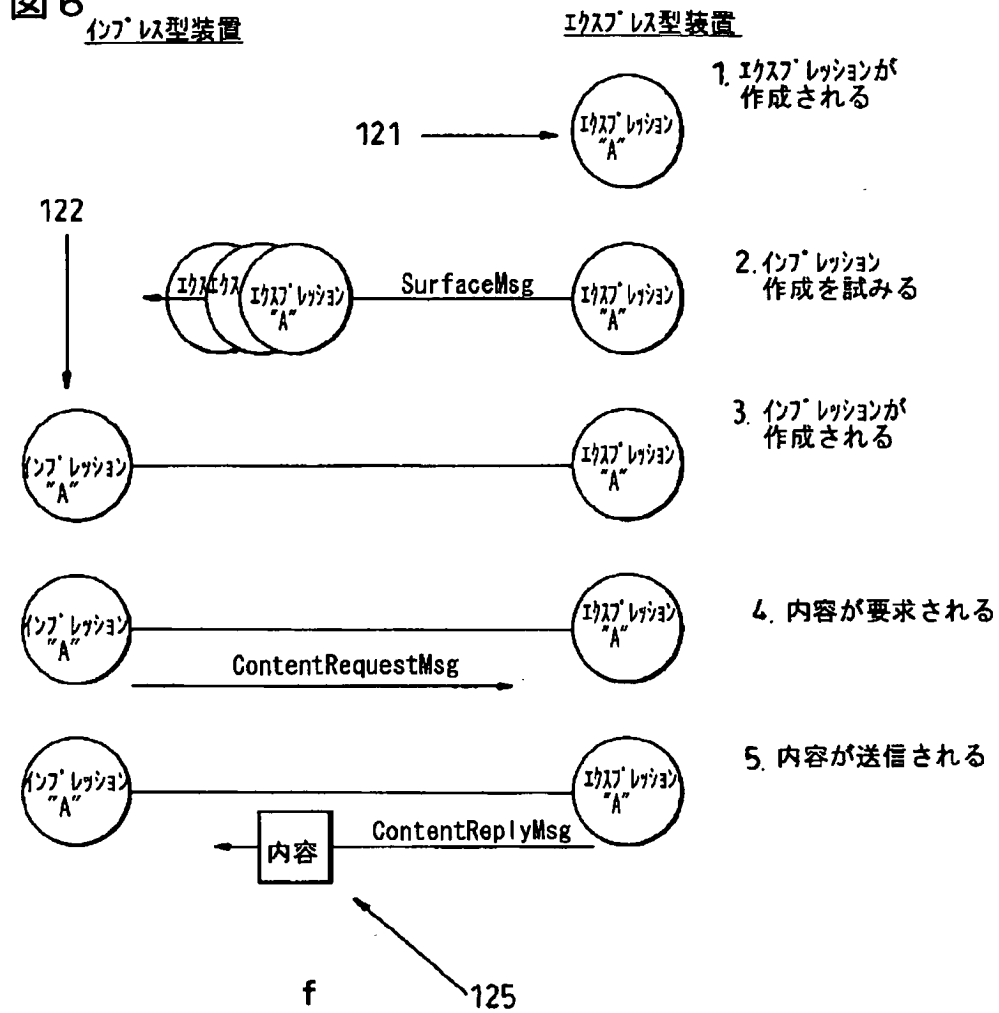 図6
インプレス型装置
エクスプレス型装置
121
エクスプレッション
"A"
1. エクスプレッションが
作成される
122
エクス
エクス
エクスプレッション
"A"
SurfaceMsg
エクスプレッション
"A"
2. インプレッション
作成を試みる
インプレッション
"A"
エクスプレッション
"A"
3. インプレッションが
作成される
インプレッション
"A"
エクスプレッション
"A"
4. 内容が要求される
ContentRequestMsg
インプレッション
"A"
エクスプレッション
"A"
5. 内容が送信される
内容
ContentReplyMsg
f
125